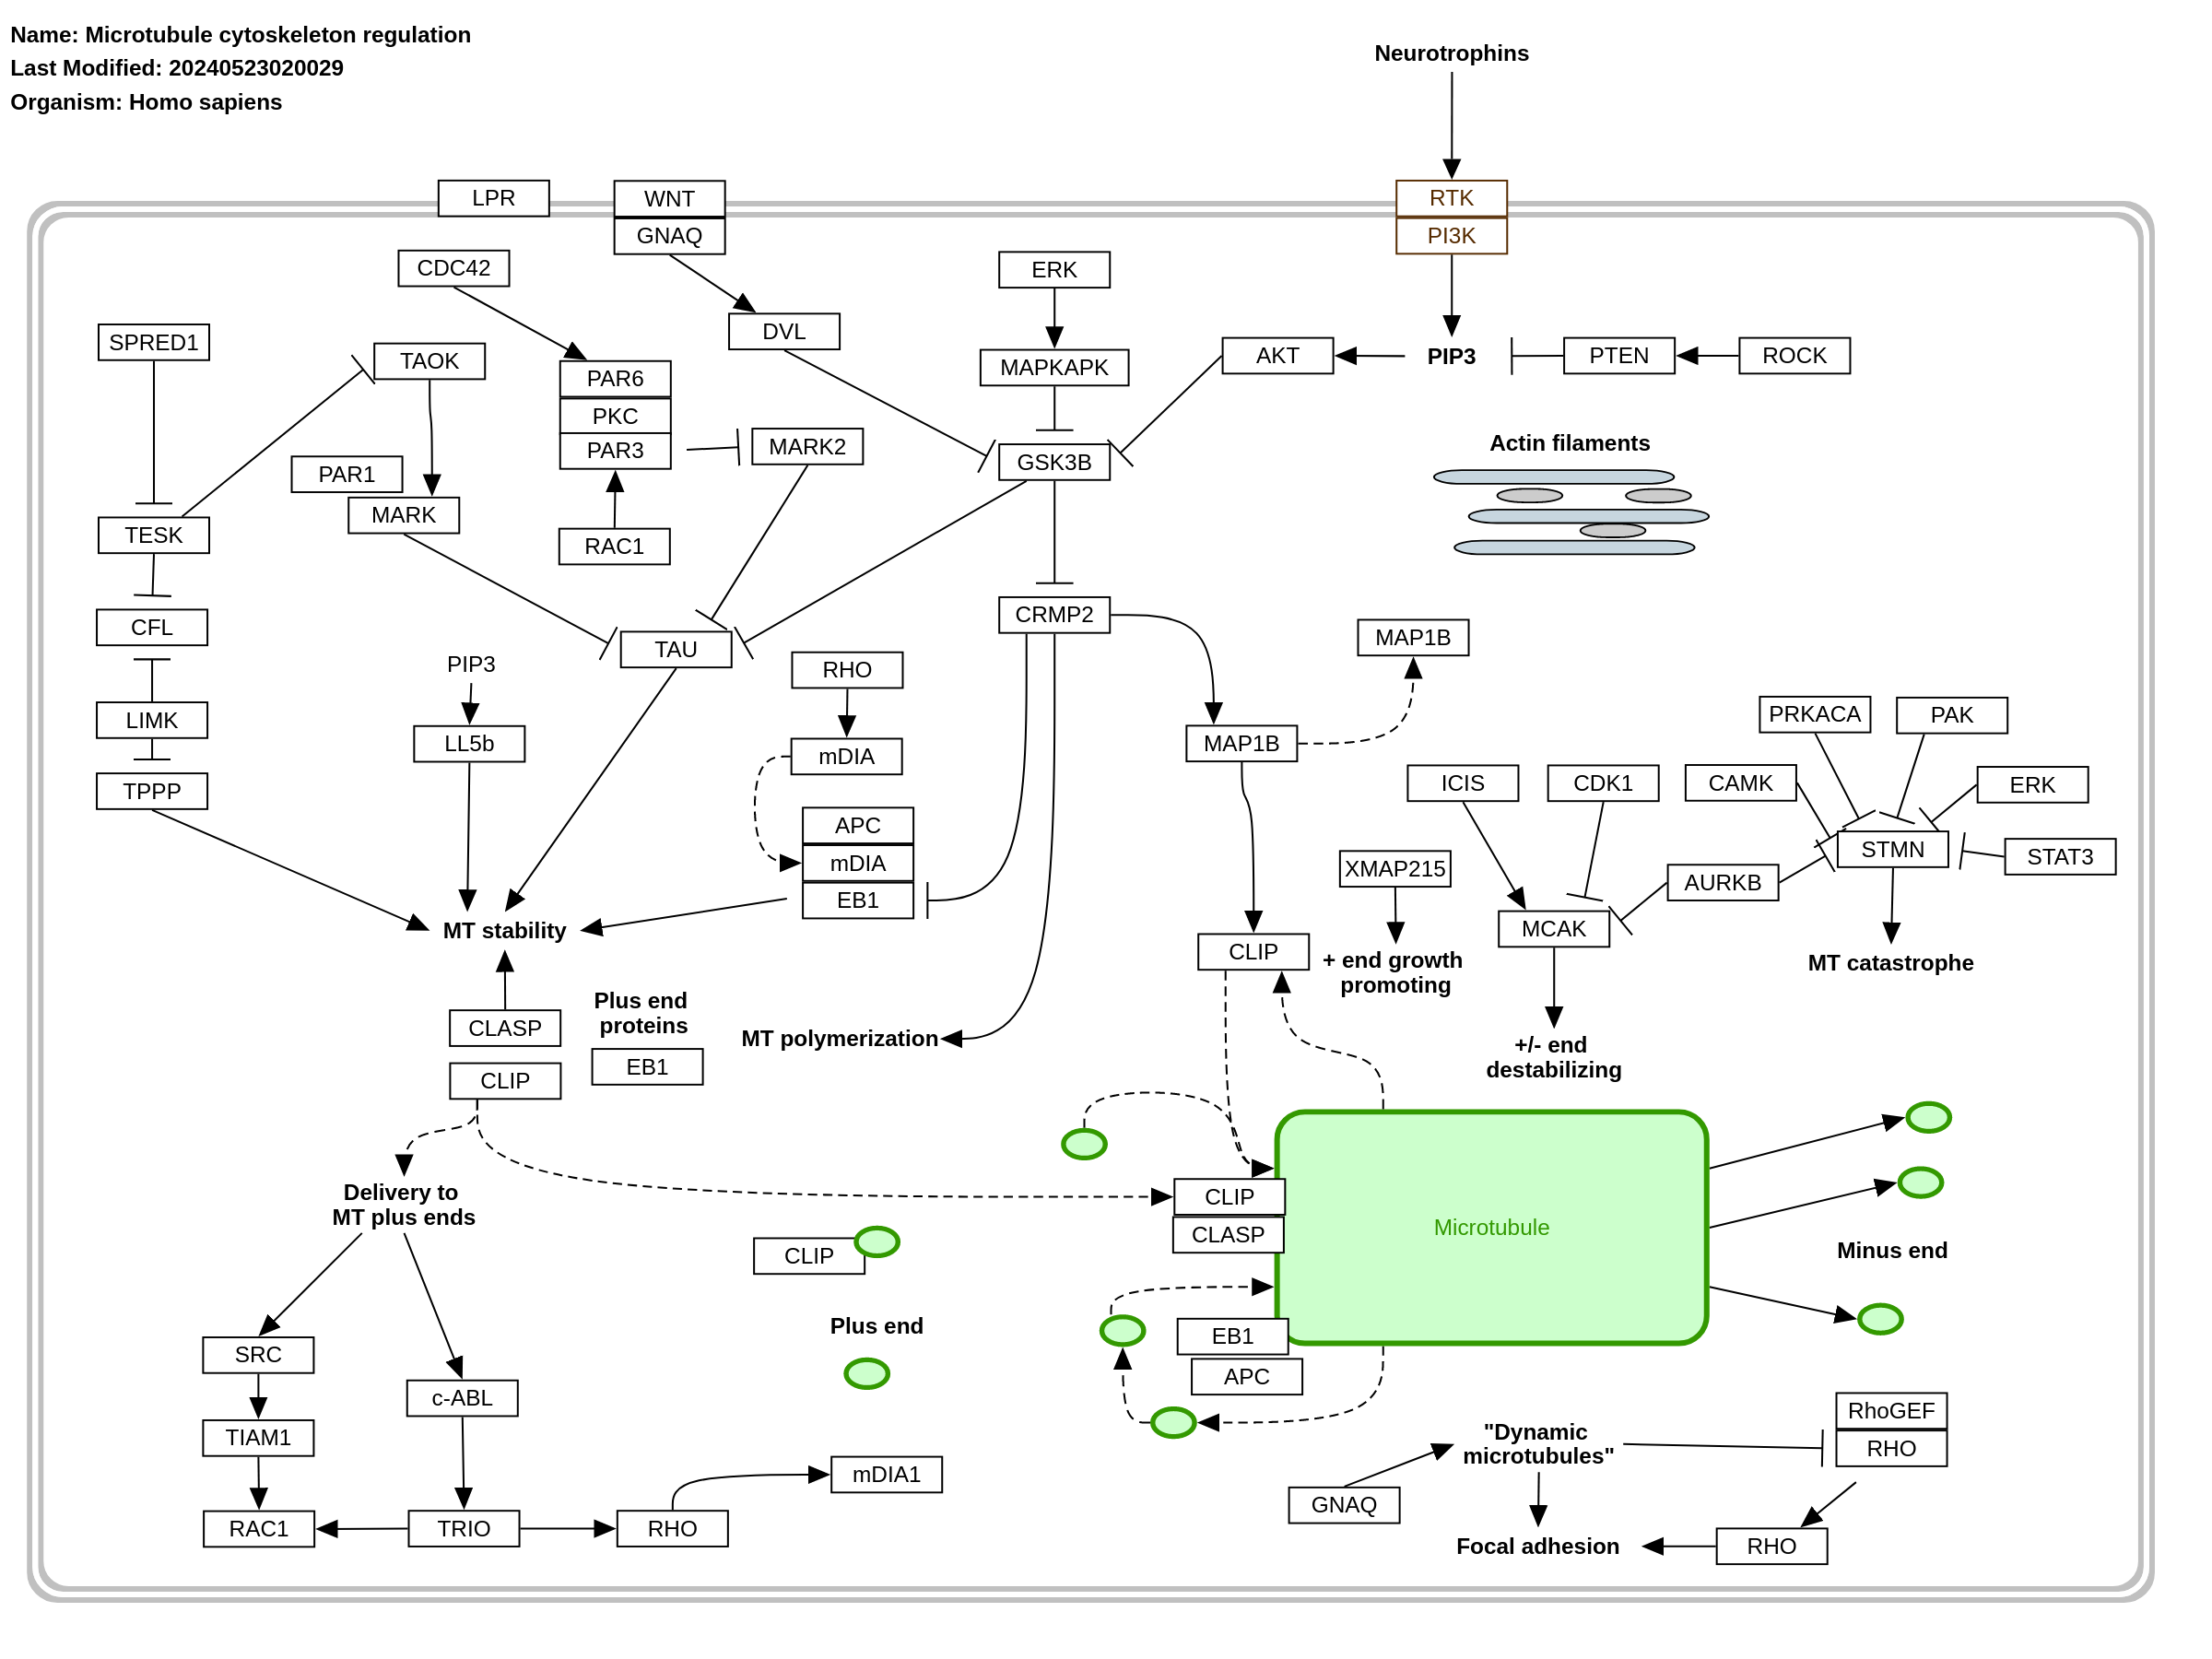 Name: Microtubule cytoskeleton regulation
Last Modified: 20240523020029
Organism: Homo sapiens
Neurotrophins
LPR
WNT
GNAQ
RTK
PI3K
CDC42
ERK
DVL
SPRED1
TAOK
PAR6
PKC
PAR3
MAPKAPK
AKT
PIP3
PTEN
ROCK
MARK2
GSK3B
Actin filaments
PAR1
MARK
TESK
RAC1
CFL
TAU
CRMP2
MAP1B
PIP3
RHO
LIMK
LL5b
mDIA
MAP1B
PRKACA
PAK
TPPP
ICIS
CDK1
CAMK
ERK
APC
mDIA
EB1
XMAP215
AURKB
STMN
STAT3
MT stability
CLIP
+ end growth
promoting
MCAK
MT catastrophe
CLASP
Plus end
proteins
MT polymerization
+/- end
destabilizing
CLIP
EB1
Delivery to
MT plus ends
CLIP
CLASP
Microtubule
Minus end
CLIP
Plus end
EB1
APC
SRC
c-ABL
TIAM1
RAC1
TRIO
RHO
mDIA1
"Dynamic
microtubules"
RhoGEF
RHO
GNAQ
Focal adhesion
RHO